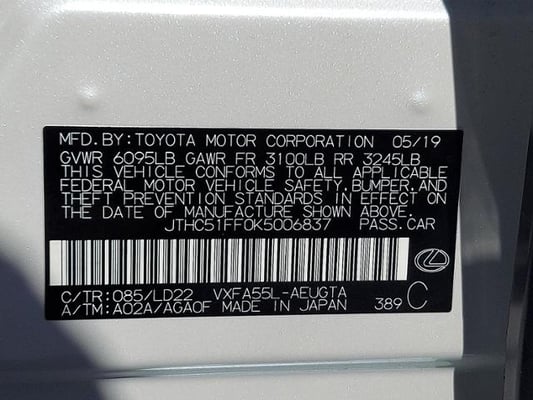 MFD.BY:TOYOTA MOTOR CORPORATION 05/19
GVWR 6095LB GAWR FR 3100LB RR 3245LB
THIS VEHICLE CONFORMS TO ALL APPLICABLE
FEDERAL MOTOR VEHICLE SAFETY,BUMPER,AND
THEFT PREVENTION STANDARDS IN EFFECT ON
THE DATE OF MANUFACTURE SHOWN ABOVE.
JTHC51FF0K5006837 PASS.CAR
C/TR:085/LD22 VXFA55L-AEUGTA
A/TM:A02A/AGA0F MADE IN JAPAN 389 C